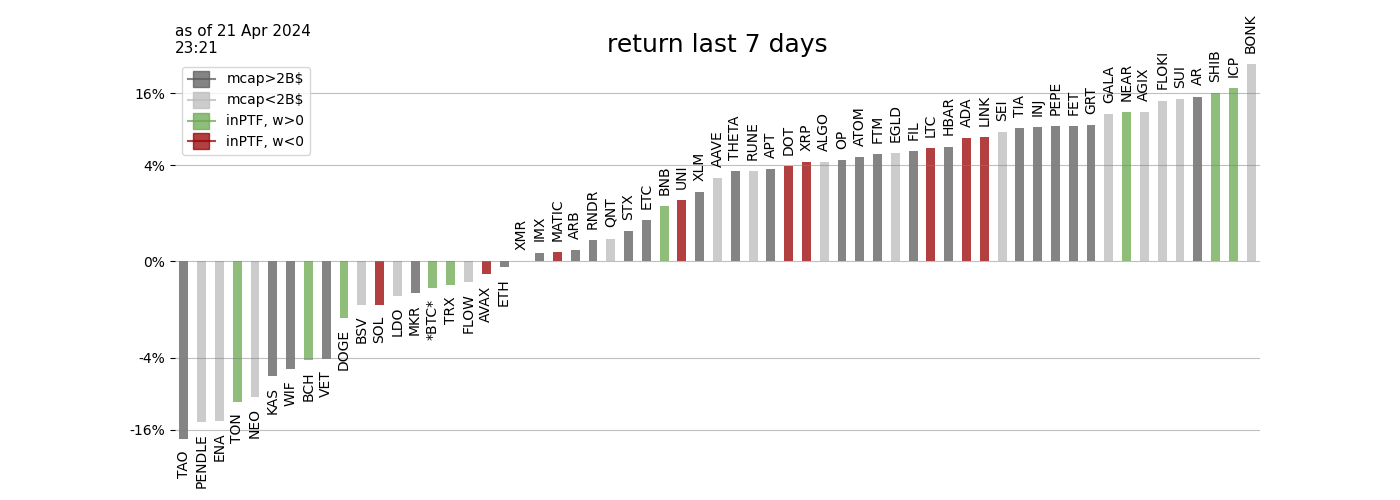 as of 21 Apr 2024
23:21
return last 7 days
mcap>2B$
mcap<2B$
inPTF, w>0
inPTF, w<0
16%
4%
0%
-4%
-16%
TAO
PENDLE
ENA
TON
NEO
KAS
WIF
BCH
VET
DOGE
BSV
SOL
LDO
MKR
*BTC*
TRX
FLOW
AVAX
ETH
XMR
IMX
MATIC
ARB
RNDR
QNT
STX
ETC
BNB
UNI
XLM
AAVE
THETA
RUNE
APT
DOT
XRP
ALGO
OP
ATOM
FTM
EGLD
FIL
LTC
HBAR
ADA
LINK
SEI
TIA
INJ
PEPE
FET
GRT
GALA
NEAR
AGIX
FLOKI
SUI
AR
SHIB
ICP
BONK